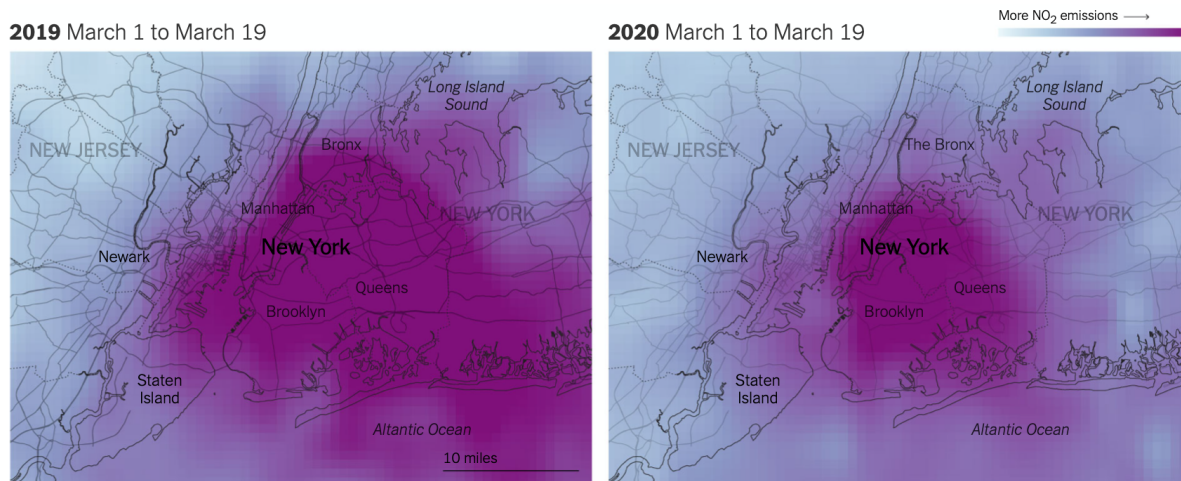 More NO2 emissions →
2019 March 1 to March 19
2020 March 1 to March 19
Long Island
Sound
NEW JERSEY
Bronx
Manhattan
NEW YORK
New York
Newark
Queens
Brooklyn
Staten
Island
Altantic Ocean
10 miles
Long Island
Sound
NEW JERSEY
The Bronx
Manhattan
NEW YORK
New York
Newark
Queens
Brooklyn
Staten
Island
Altantic Ocean